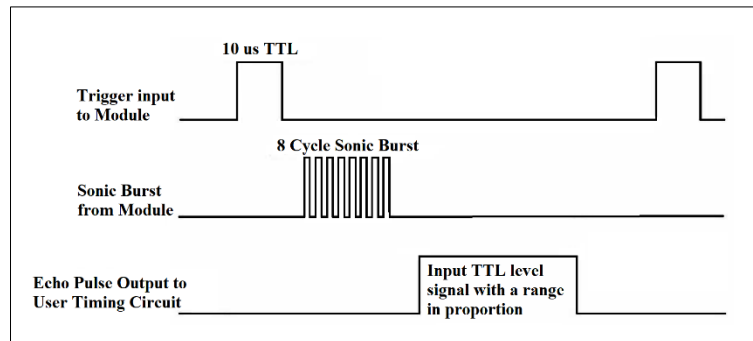 10 us TTL
Trigger input
to Module
8 Cycle Sonic Burst
Sonic Burst
from Module
Echo Pulse Output to
User Timing Circuit
Input TTL level
signal with a range
in proportion